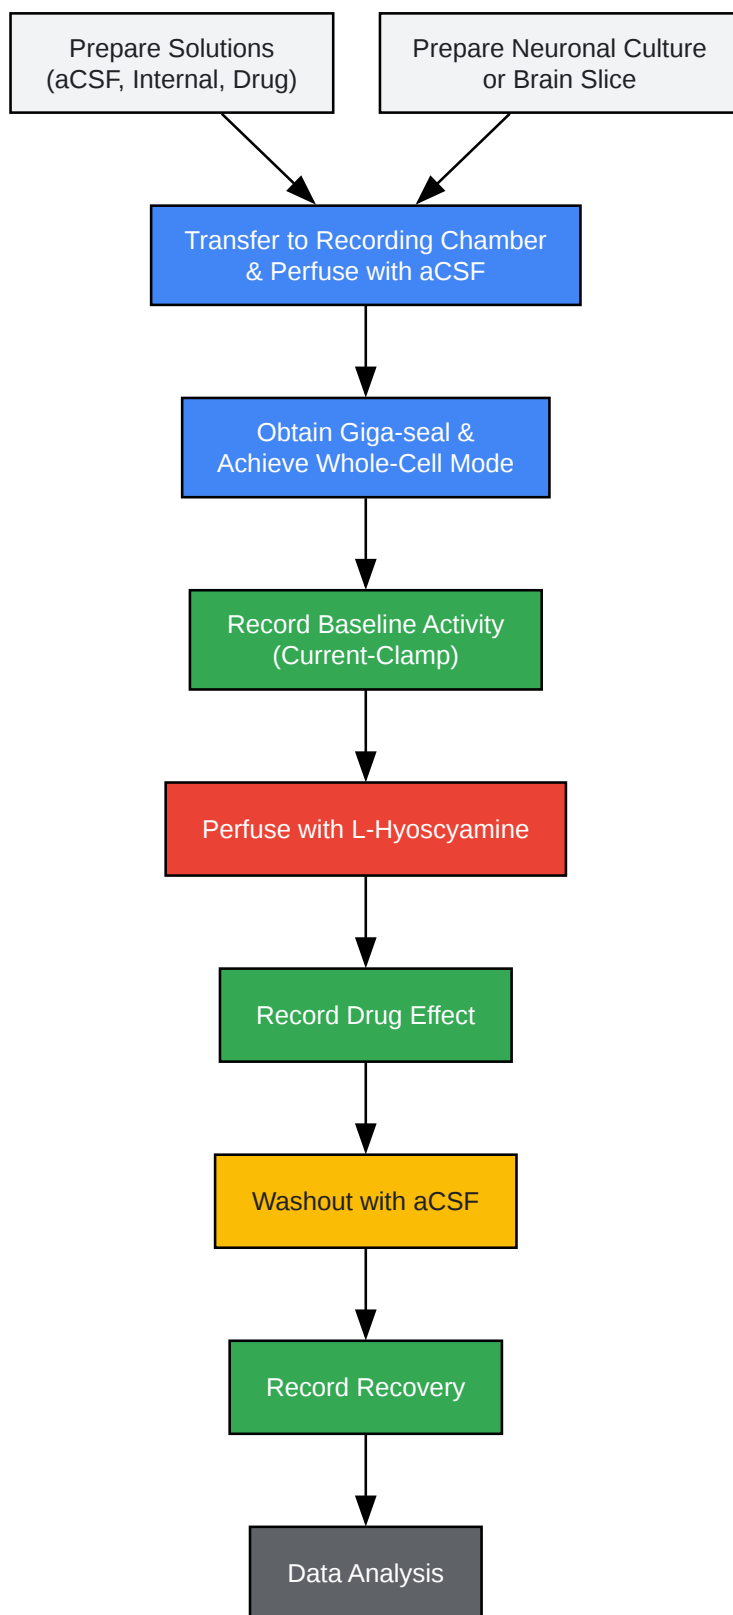 Prepare Solutions
(aCSF, Internal, Drug)
Prepare Neuronal Culture
or Brain Slice
Transfer to Recording Chamber
& Perfuse with aCSF
Obtain Giga-seal &
Achieve Whole-Cell Mode
Record Baseline Activity
(Current-Clamp)
Perfuse with L-Hyoscyamine
Record Drug Effect
Washout with aCSF
Record Recovery
Data Analysis